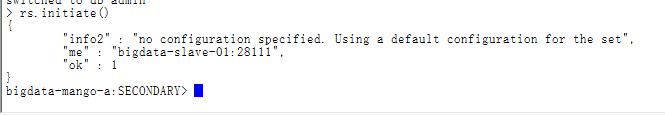 switched to db admin
> rs.initiate()
{
"info2" : "no configuration specified. Using a default configuration for the set",
"me" : "bigdata-slave-01:28111",
"ok" : 1
}
bigdata-mango-a:SECONDARY>